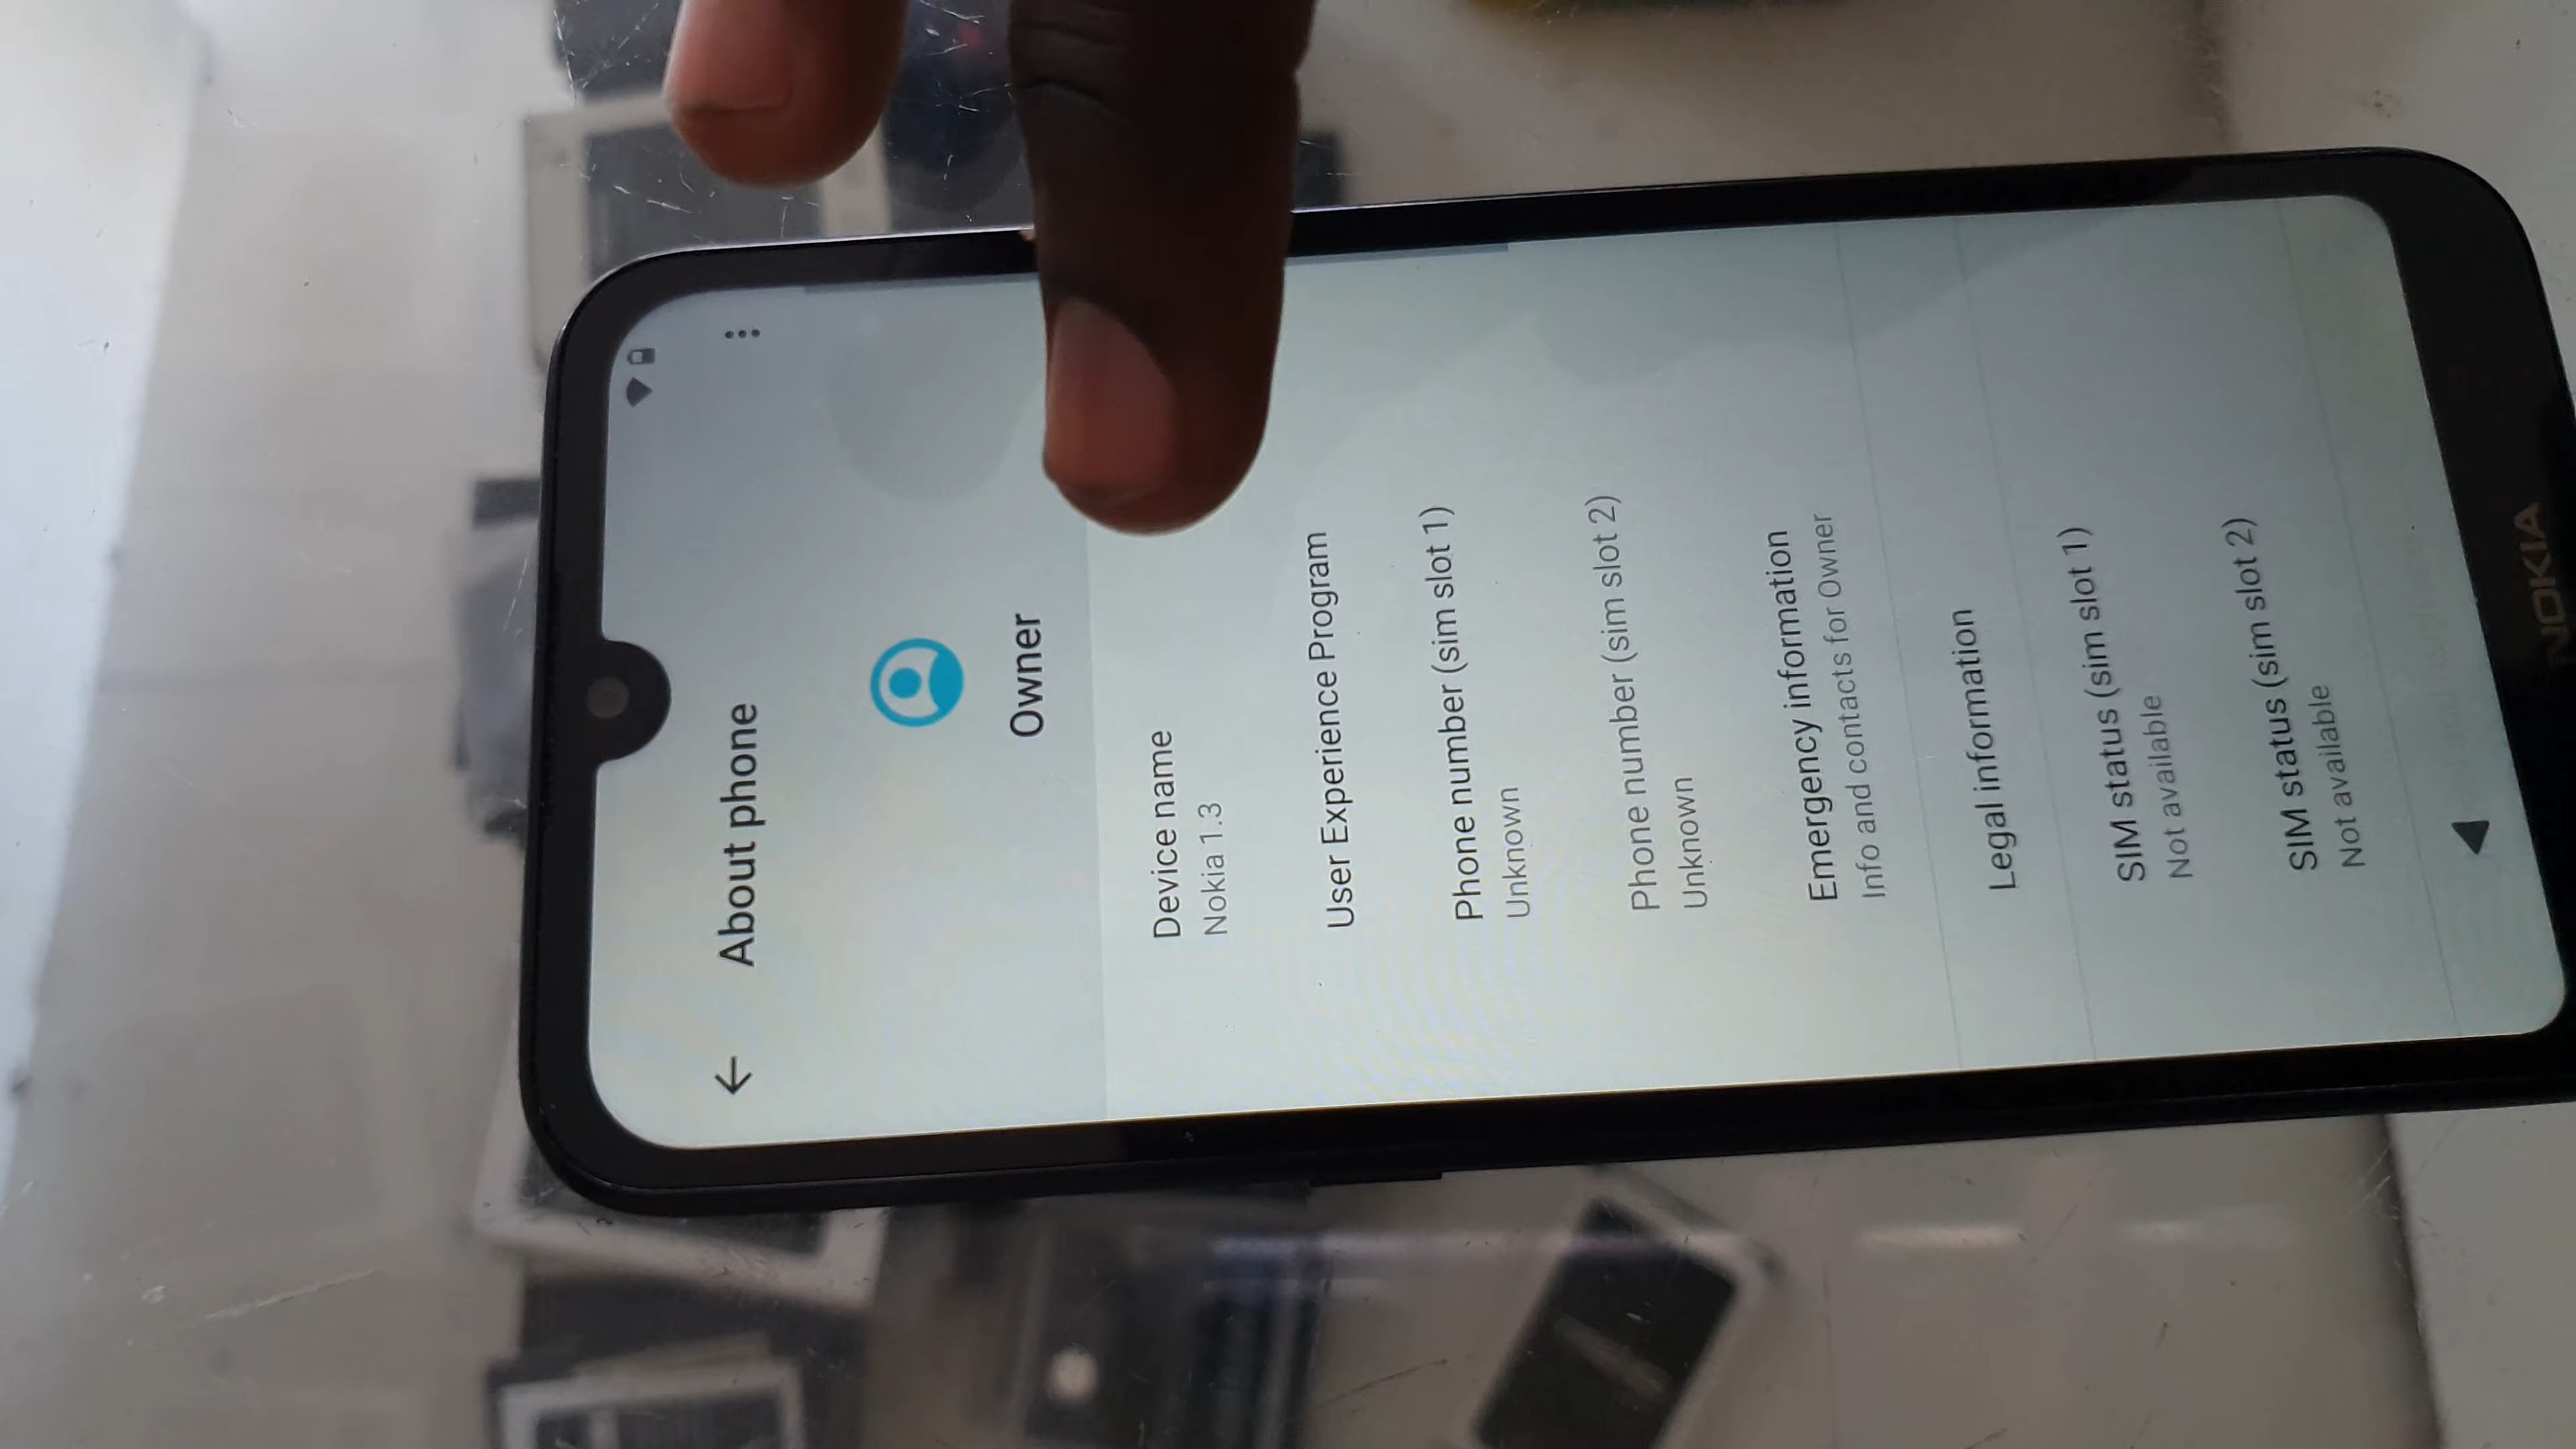 About phone
Owner
Device name
Nokia 1.3
User Experience Program
Phone number (sim slot 1)
Unknown
Phone number (sim slot 2)
Unknown
Emergency information
Info and contacts for Owner
Legal information
SIM status (sim slot 1)
Not available
SIM status (sim slot 2)
Not available
NOKIA